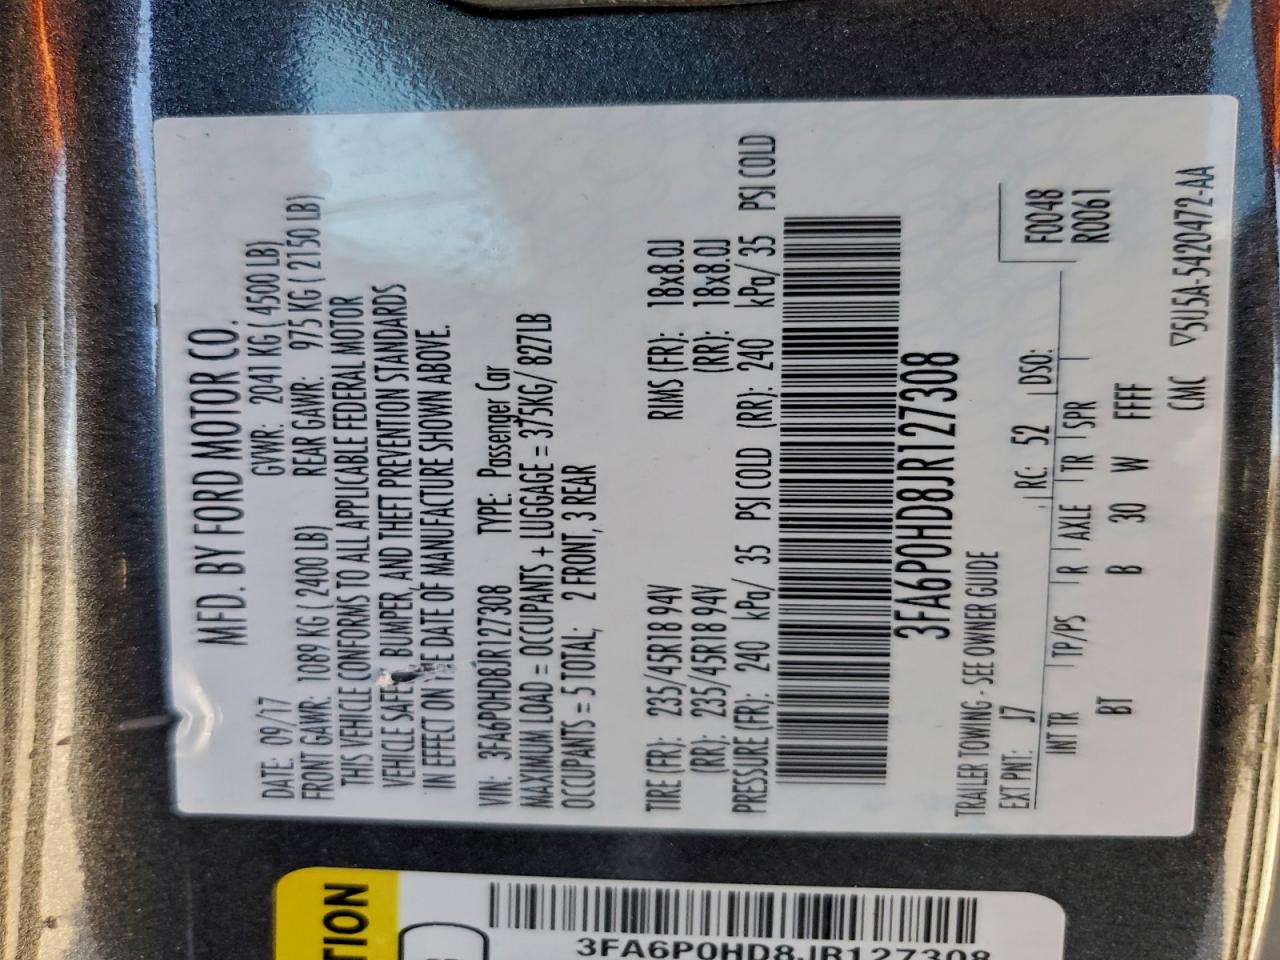 MFD. BY FORD MOTOR CO.
DATE: 09/17 GVWR: 2041 KG ( 4500 LB)
FRONT GAWR: 1089 KG ( 2400 LB) REAR GAWR: 975 KG ( 2150 LB)
THIS VEHICLE CONFORMS TO ALL APPLICABLE FEDERAL MOTOR
VEHICLE SAFE BUMPER, AND THEFT PREVENTION STANDARDS
IN EFFECT ON THE DATE OF MANUFACTURE SHOWN ABOVE.
VIN: 3FA6P0HD8JR127308 TYPE: Passenger Car
MAXIMUM LOAD = OCCUPANTS + LUGGAGE = 375KG/ 827LB
OCCUPANTS = 5 TOTAL; 2 FRONT, 3 REAR
TIRE (FR): 235/45R18 94V RIMS (FR): 18x8.0J
(RR): 235/45R18 94V (RR): 18x8.0J
PRESSURE (FR): 240 kPa/ 35 PSI COLD (RR): 240 kPa/ 35 PSI COLD
3FA6P0HD8JR127308
TRAILER TOWING - SEE OWNER GUIDE
EXT PNT: J7 RC: 52 DSO: F0048
R0061
INT TR TP/PS R AXLE TR SPR
BT B 30 W FFFF
CMC ▽5U5A-5420472-AA
TION
3FA6P0HD8JR127308